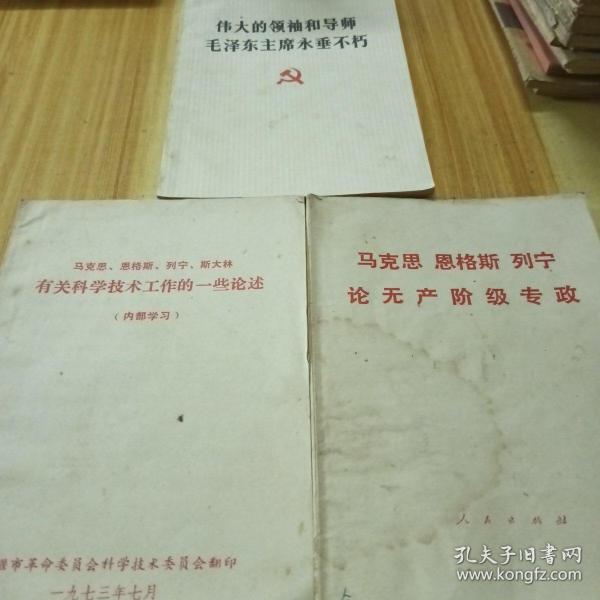 伟大的领袖和导师
毛泽东主席永垂不朽
马克思、恩格斯、列宁、斯大林
有关科学技术工作的一些论述
（内部学习）
市革命委员会科学技术委员会翻印
一九七三年七月
马克思 恩格斯 列宁
论无产阶级专政
人民出版社
孔夫子旧书网
www.kongfz.com